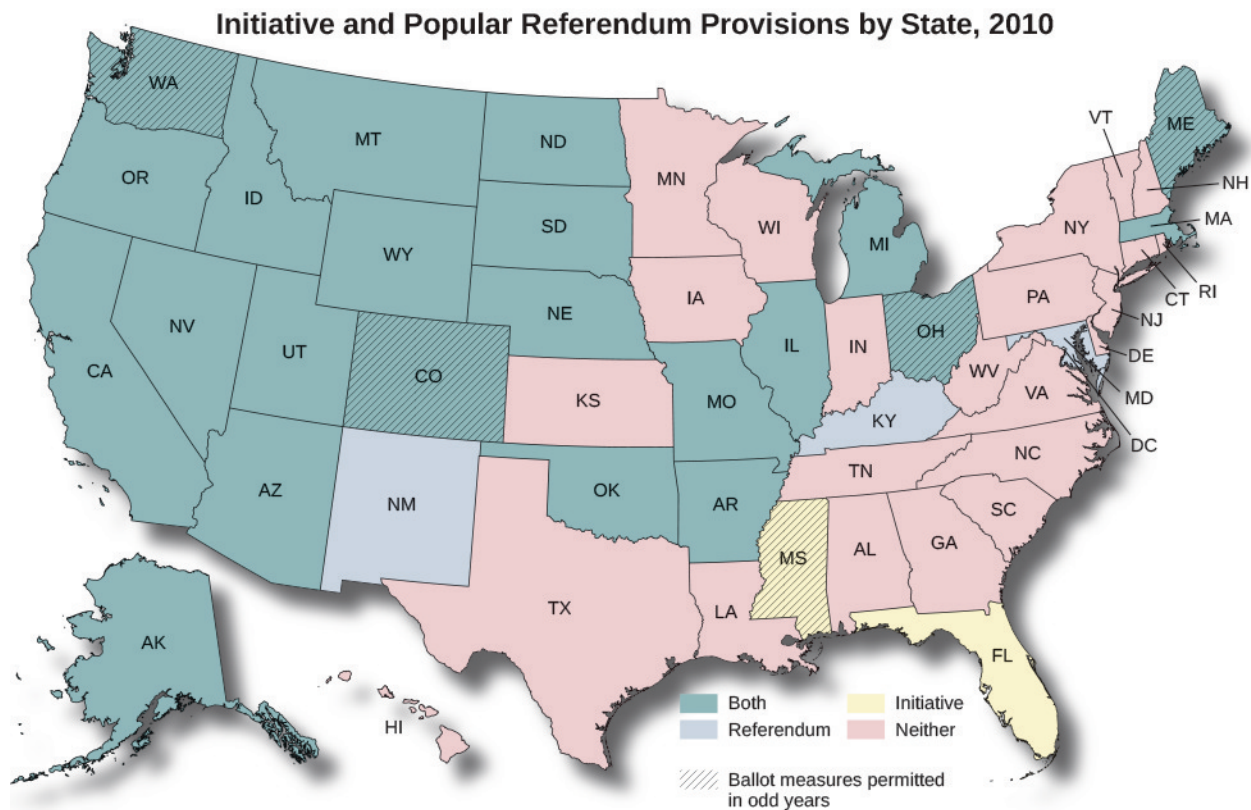 Initiative and Popular Referendum Provisions by State, 2010
WA
MT
ND
MN
VT
ME
OR
ID
SD
WI
MI
NY
NH
MA
WY
IA
PA
RI
CT
NJ
NV
UT
NE
IL
IN
OH
DE
CA
CO
KS
MO
WV
VA
MD
KY
DC
AZ
NM
OK
AR
TN
NC
SC
MS
AL
GA
TX
LA
AK
FL
HI
Both
Initiative
Referendum
Neither
Ballot measures permitted
in odd years